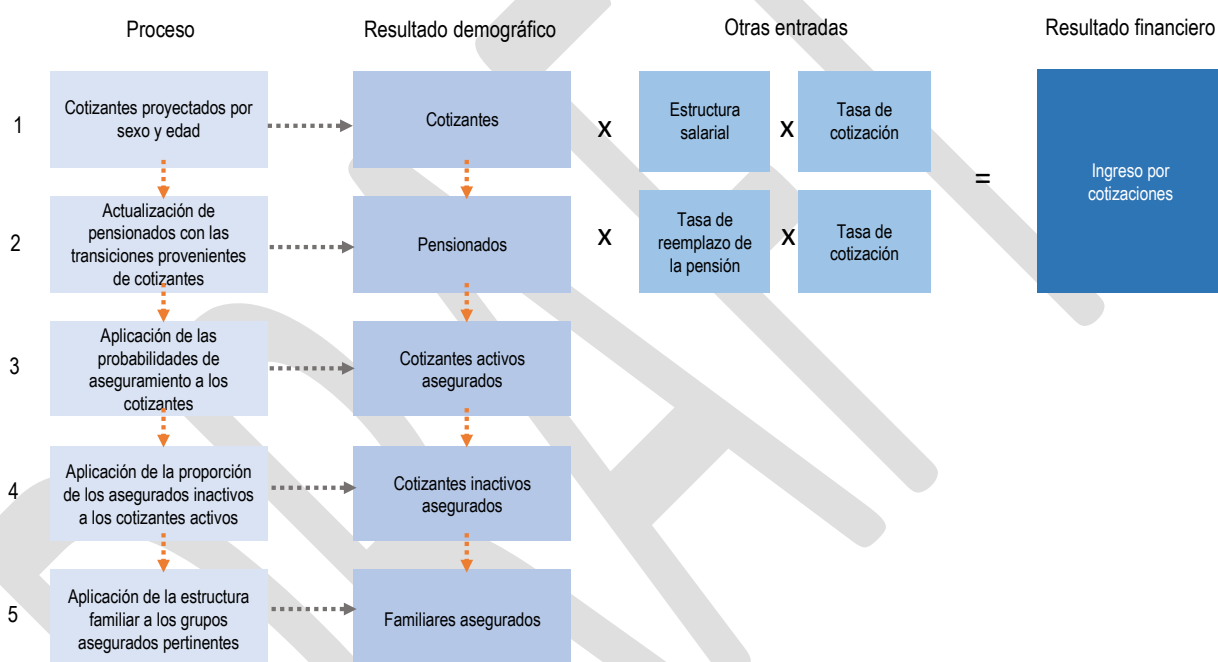 Proceso
Resultado demográfico
Otras entradas
Resultado financiero
1
Cotizantes proyectados por
sexo y edad
Cotizantes
x
Estructura
salarial
x
Tasa de
cotización
=
Ingreso por
cotizaciones
2
Actualización de
pensionados con las
transiciones provenientes
de cotizantes
Pensionados
x
Tasa de
reemplazo de
la pensión
x
Tasa de
cotización
3
Aplicación de las
probabilidades de
aseguramiento a los
cotizantes
Cotizantes activos
asegurados
4
Aplicación de la proporción
de los asegurados inactivos
a los cotizantes activos
Cotizantes inactivos
asegurados
5
Aplicación de la estructura
familiar a los grupos
asegurados pertinentes
Familiares asegurados